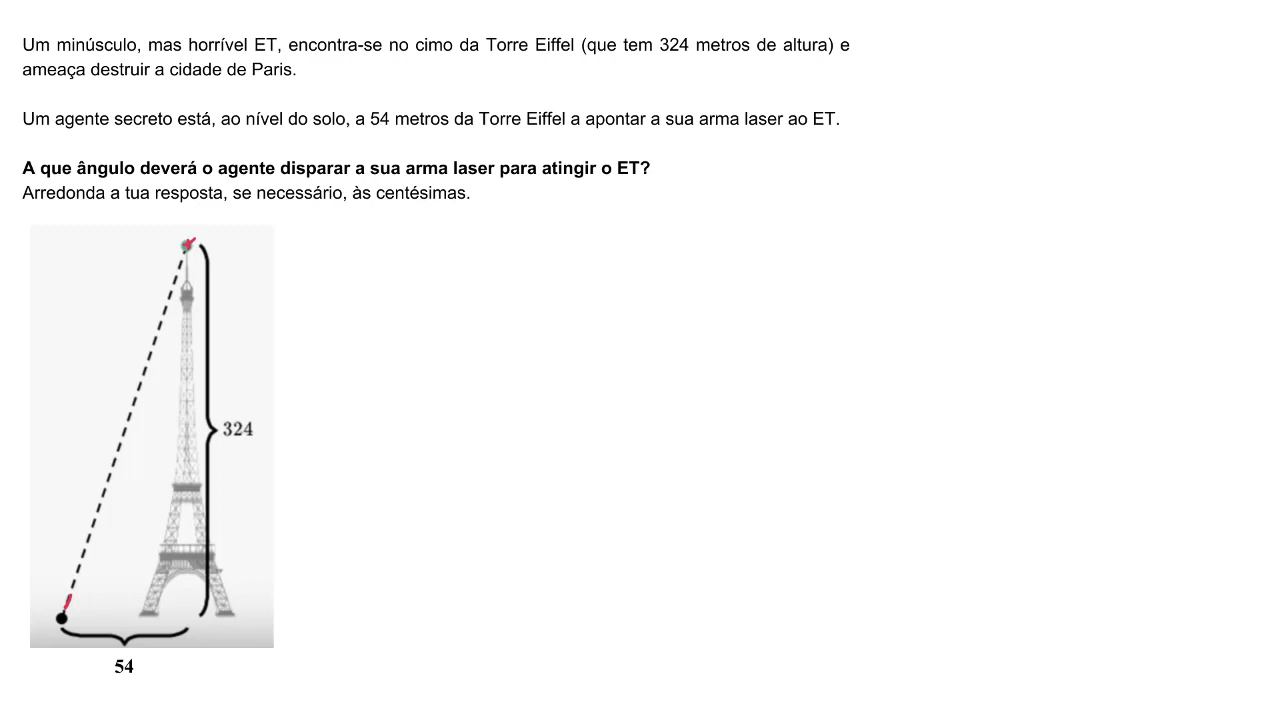 Um minúsculo, mas horrível ET, encontra-se no cimo da Torre Eiffel (que tem 324 metros de altura) e
ameaça destruir a cidade de Paris.
Um agente secreto está, ao nível do solo, a 54 metros da Torre Eiffel a apontar a sua arma laser ao ET.
A que ângulo deverá o agente disparar a sua arma laser para atingir o ET?
Arredonda a tua resposta, se necessário, às centésimas.
324
54